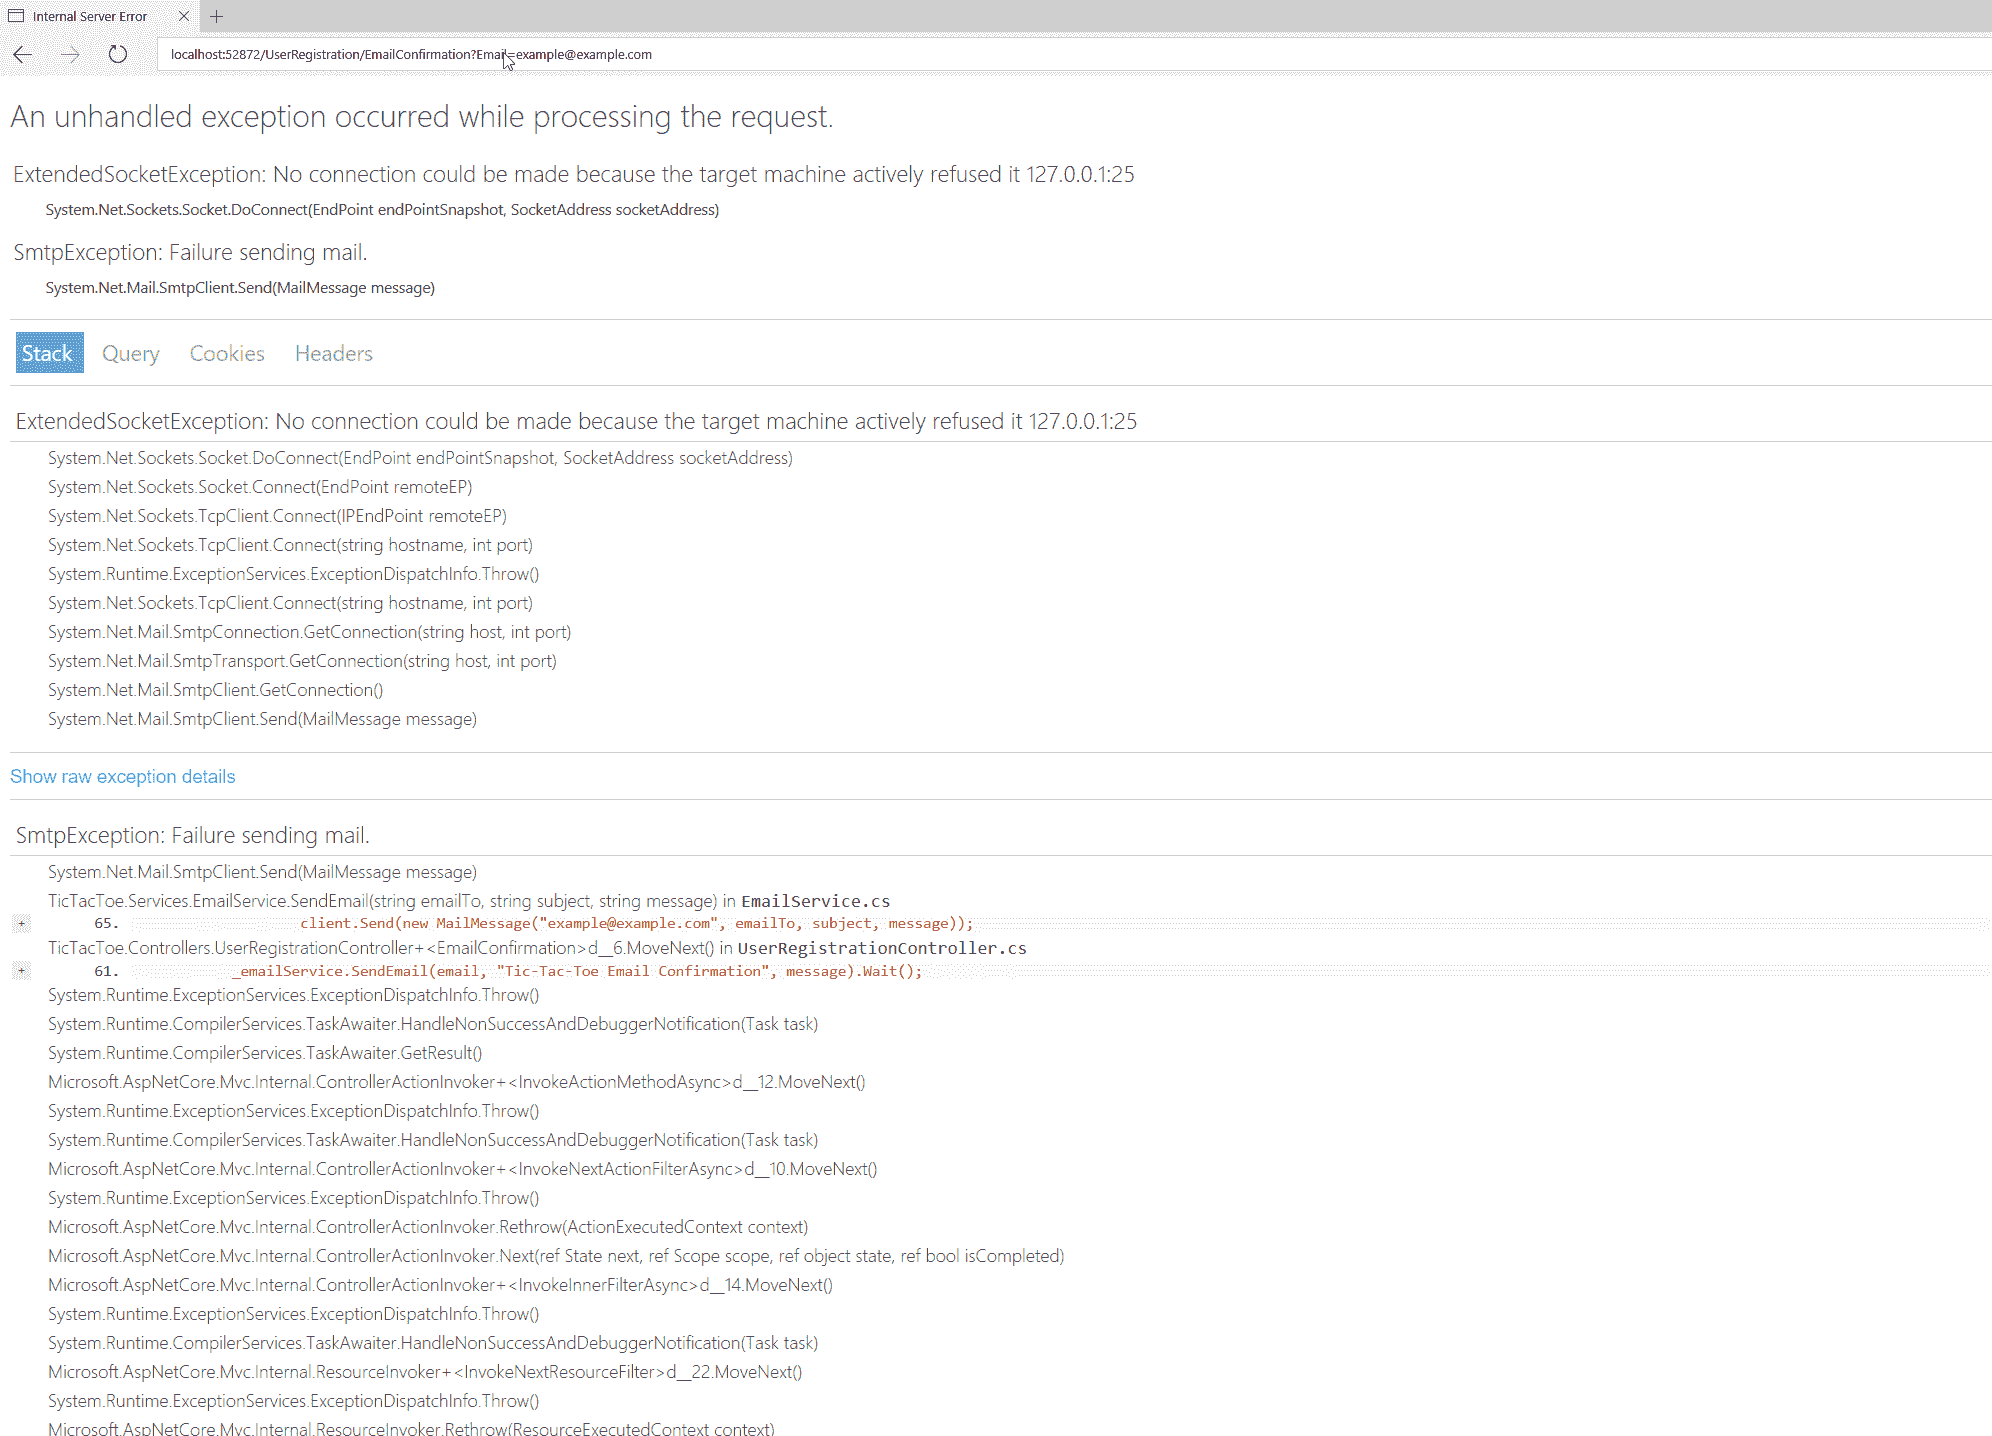 Internal Server Error
localhost:52872/UserRegistration/EmailConfirmation?Email=example@example.com
An unhandled exception occurred while processing the request.
ExtendedSocketException: No connection could be made because the target machine actively refused it 127.0.0.1:25
System.Net.Sockets.Socket.DoConnect(EndPoint endPointSnapshot, SocketAddress socketAddress)
SmtpException: Failure sending mail.
System.Net.Mail.SmtpClient.Send(MailMessage message)
Stack Query Cookies Headers
ExtendedSocketException: No connection could be made because the target machine actively refused it 127.0.0.1:25
System.Net.Sockets.Socket.DoConnect(EndPoint endPointSnapshot, SocketAddress socketAddress)
System.Net.Sockets.Socket.Connect(EndPoint remoteEP)
System.Net.Sockets.TcpClient.Connect(IPEndPoint remoteEP)
System.Net.Sockets.TcpClient.Connect(string hostname, int port)
System.Runtime.ExceptionServices.ExceptionDispatchInfo.Throw()
System.Net.Sockets.TcpClient.Connect(string hostname, int port)
System.Net.Mail.SmtpConnection.GetConnection(string host, int port)
System.Net.Mail.SmtpTransport.GetConnection(string host, int port)
System.Net.Mail.SmtpClient.GetConnection()
System.Net.Mail.SmtpClient.Send(MailMessage message)
Show raw exception details
SmtpException: Failure sending mail.
System.Net.Mail.SmtpClient.Send(MailMessage message)
TicTacToe.Services.EmailService.SendEmail(string emailTo, string subject, string message) in EmailService.cs
+ 65. client.Send(new MailMessage("example@example.com", emailTo, subject, message));
TicTacToe.Controllers.UserRegistrationController+<EmailConfirmation>d__6.MoveNext() in UserRegistrationController.cs
+ 61. _emailService.SendEmail(email, "Tic-Tac-Toe Email Confirmation", message).Wait();
System.Runtime.ExceptionServices.ExceptionDispatchInfo.Throw()
System.Runtime.CompilerServices.TaskAwaiter.HandleNonSuccessAndDebuggerNotification(Task task)
System.Runtime.CompilerServices.TaskAwaiter.GetResult()
Microsoft.AspNetCore.Mvc.Internal.ControllerActionInvoker+<InvokeActionMethodAsync>d__12.MoveNext()
System.Runtime.ExceptionServices.ExceptionDispatchInfo.Throw()
System.Runtime.CompilerServices.TaskAwaiter.HandleNonSuccessAndDebuggerNotification(Task task)
Microsoft.AspNetCore.Mvc.Internal.ControllerActionInvoker+<InvokeNextActionFilterAsync>d__10.MoveNext()
System.Runtime.ExceptionServices.ExceptionDispatchInfo.Throw()
Microsoft.AspNetCore.Mvc.Internal.ControllerActionInvoker.Rethrow(ActionExecutedContext context)
Microsoft.AspNetCore.Mvc.Internal.ControllerActionInvoker.Next(ref State next, ref Scope scope, ref object state, ref bool isCompleted)
Microsoft.AspNetCore.Mvc.Internal.ControllerActionInvoker+<InvokeInnerFilterAsync>d__14.MoveNext()
System.Runtime.ExceptionServices.ExceptionDispatchInfo.Throw()
System.Runtime.CompilerServices.TaskAwaiter.HandleNonSuccessAndDebuggerNotification(Task task)
Microsoft.AspNetCore.Mvc.Internal.ResourceInvoker+<InvokeNextResourceFilter>d__22.MoveNext()
System.Runtime.ExceptionServices.ExceptionDispatchInfo.Throw()
Microsoft.AspNetCore.Mvc.Internal.ResourceInvoker.Rethrow(ResourceExecutedContext context)